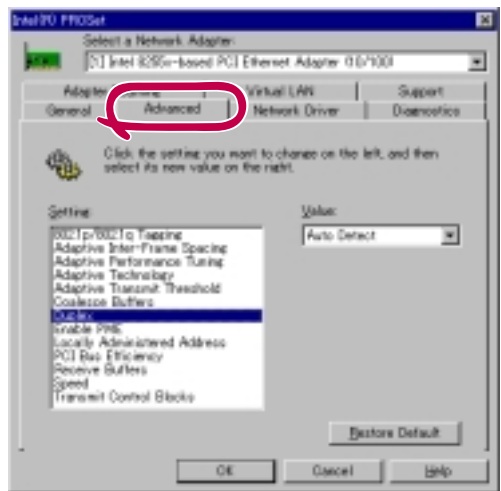 Intel(R) PROSet
Select a Network Adapter:
[1] Intel 8255x-based PCI Ethernet Adapter (10/100)
Adapter Virtual LAN Support
General Advanced Network Driver Diagnostics
Click the setting you want to change on the left, and then
select its new value on the right.
Setting: Value:
802.1p/802.1q Tagging Auto Detect
Adaptive Inter-Frame Spacing
Adaptive Performance Tuning
Adaptive Technology
Adaptive Transmit Threshold
Coalesce Buffers
Duplex
Enable PME
Locally Administered Address
PCI Bus Efficiency
Receive Buffers
Speed
Transmit Control Blocks
Restore Default
OK Cancel Help